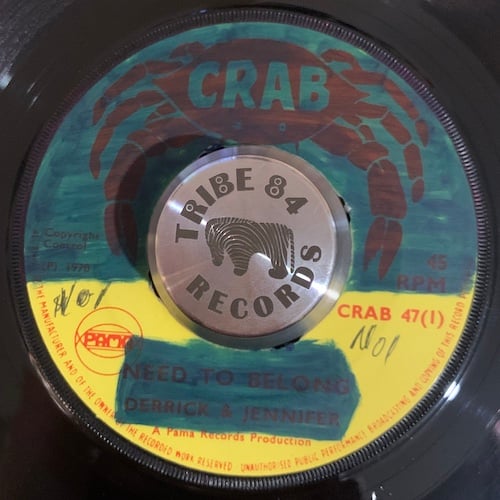 CRAB
TRIBE 84
RECORDS
Copyright
Control
(P) 1970
45
RPM
CRAB 47(1)
PAMA
NEED TO BELONG
DERRICK & JENNIFER
A Pama Records Production
THE MANUFACTURER AND OF THE OWNER OF THE RECORDED WORK RESERVED UNAUTHORISED PUBLIC PERFORMANCE BROADCASTING AND COPYING OF THIS RECORD